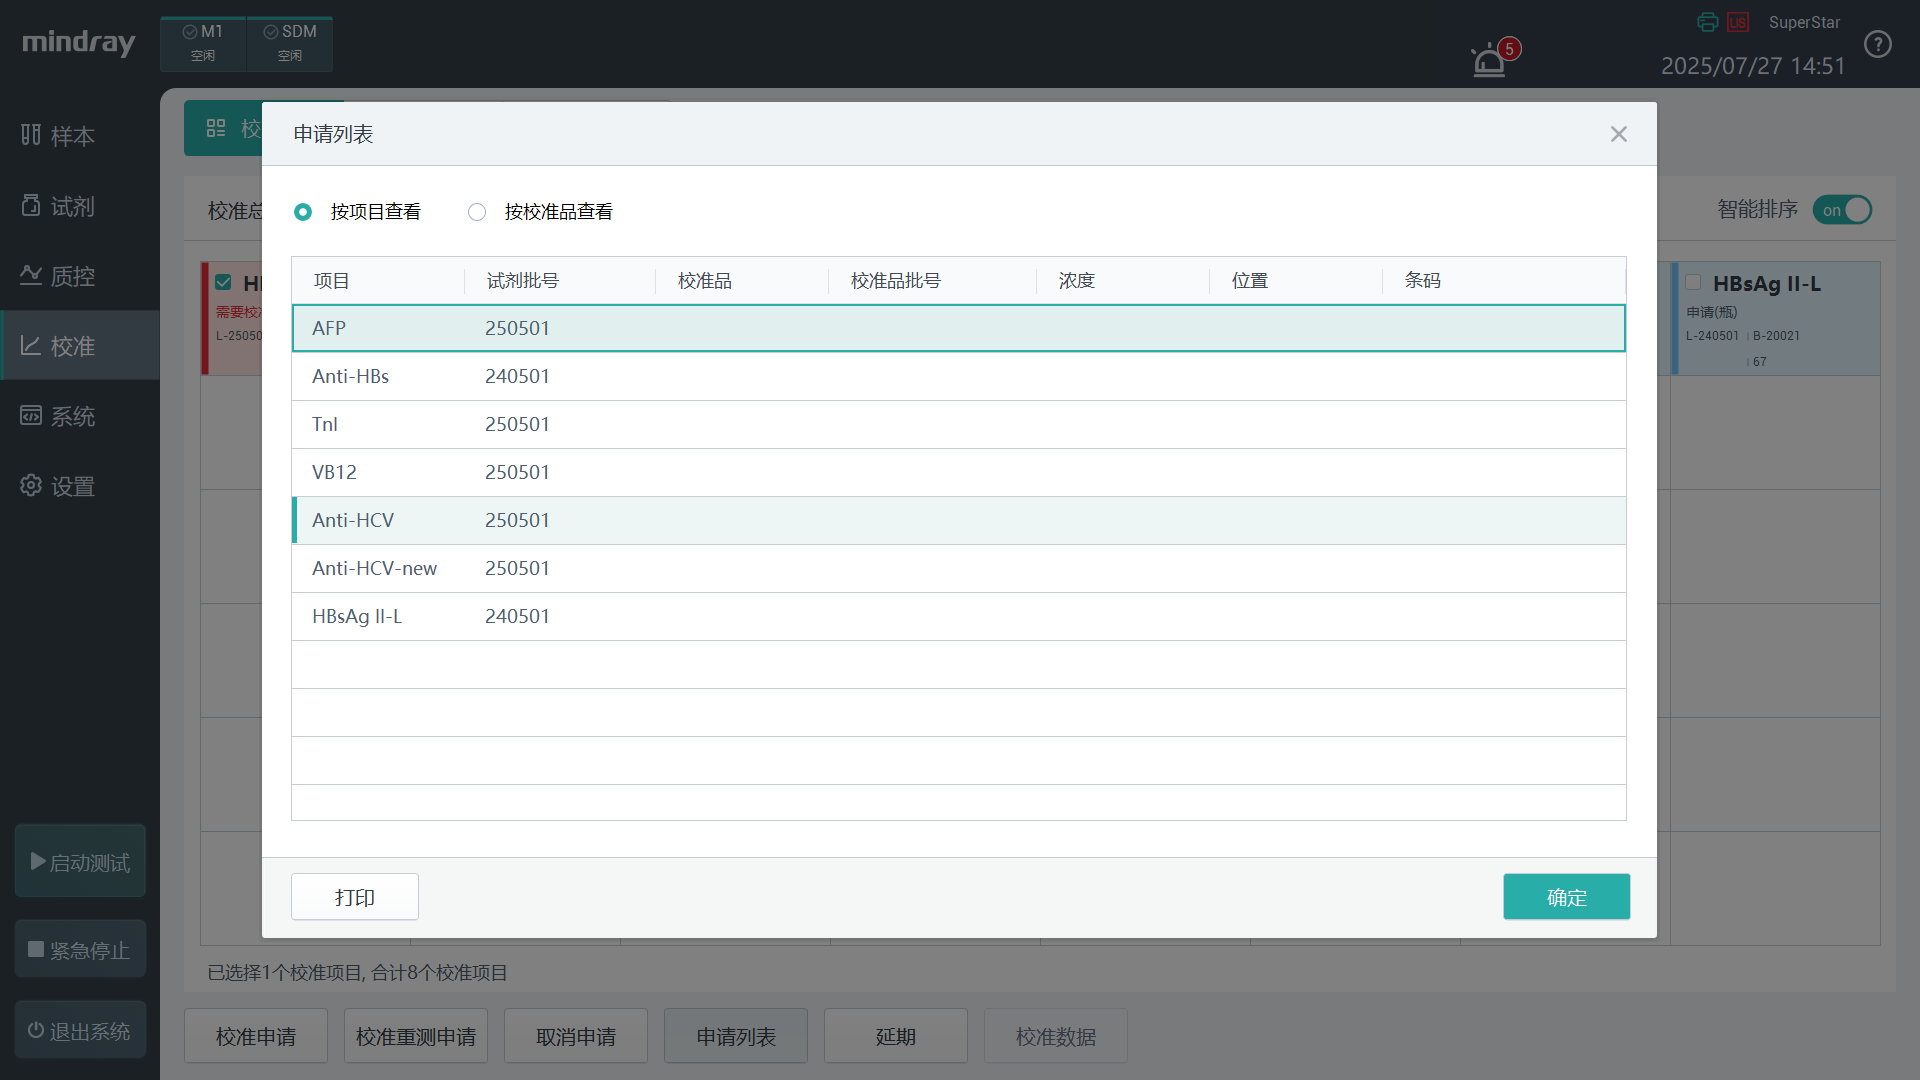 mindray
M1
空闲
SDM
空闲
5
LIS
SuperStar
2025/07/27 14:51
?
样本
试剂
质控
校准
系统
设置
启动测试
紧急停止
退出系统
校
校准总
智能排序
on
需要校
L-25050
HBsAg II-L
申请(瓶)
L-240501 B-20021
67
申请列表
按项目查看 按校准品查看
项目 试剂批号 校准品 校准品批号 浓度 位置 条码
AFP 250501
Anti-HBs 240501
TnI 250501
VB12 250501
Anti-HCV 250501
Anti-HCV-new 250501
HBsAg II-L 240501
打印
确定
已选择1个校准项目, 合计8个校准项目
校准申请
校准重测申请
取消申请
申请列表
延期
校准数据